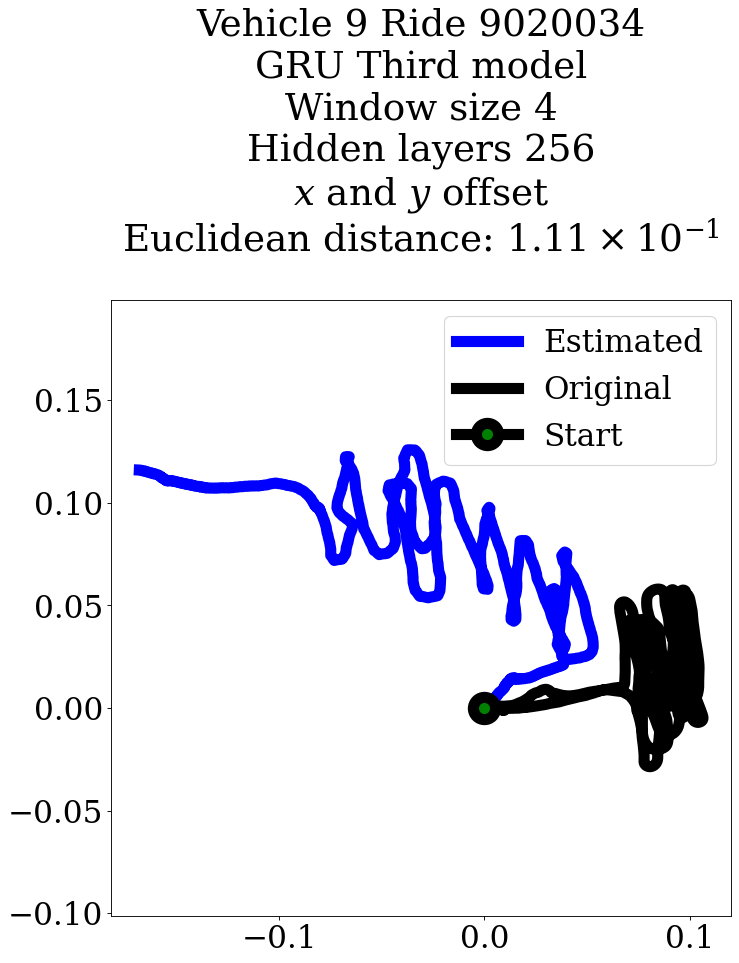 Vehicle 9 Ride 9020034
GRU Third model
Window size 4
Hidden layers 256
x and y offset
Euclidean distance: 1.11 × 10⁻¹
Estimated
Original
Start
0.15
0.10
0.05
0.00
−0.05
−0.10
−0.1
0.0
0.1